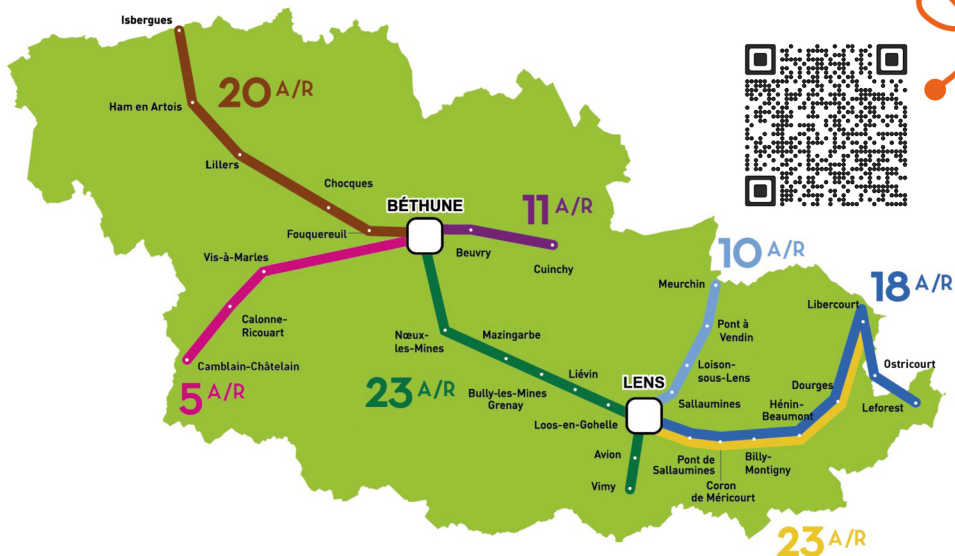 Isbergues
20 A/R
Ham en Artois
Lillers
Chocques
BÉTHUNE
11 A/R
Fouquereuil
Beuvry
Cuinchy
Vis-à-Marles
10 A/R
Meurchin
18 A/R
Libercourt
Calonne-
Ricouart
Pont à
Vendin
Nœux-
les-Mines
Mazingarbe
Camblain-Châtelain
Loison-
sous-Lens
Ostricourt
5 A/R
23 A/R
Liévin
LENS
Dourges
Bully-les-Mines
Grenay
Sallaumines
Hénin-
Beaumont
Leforest
Loos-en-Gohelle
Avion
Pont de
Sallaumines
Billy-
Montigny
Vimy
Coron
de Méricourt
23 A/R